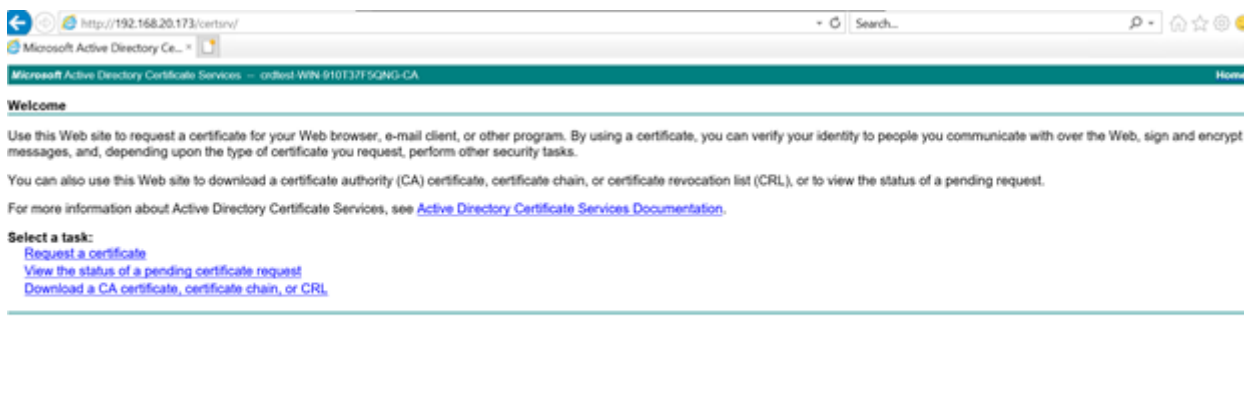 http://192.168.20.173/certsrv/
Search...
Microsoft Active Directory Ce...
Microsoft Active Directory Certificate Services -- crdtest-WIN-910T37F5QNG-CA
Home
Welcome
Use this Web site to request a certificate for your Web browser, e-mail client, or other program. By using a certificate, you can verify your identity to people you communicate with over the Web, sign and encrypt
messages, and, depending upon the type of certificate you request, perform other security tasks.
You can also use this Web site to download a certificate authority (CA) certificate, certificate chain, or certificate revocation list (CRL), or to view the status of a pending request.
For more information about Active Directory Certificate Services, see Active Directory Certificate Services Documentation.
Select a task:
Request a certificate
View the status of a pending certificate request
Download a CA certificate, certificate chain, or CRL